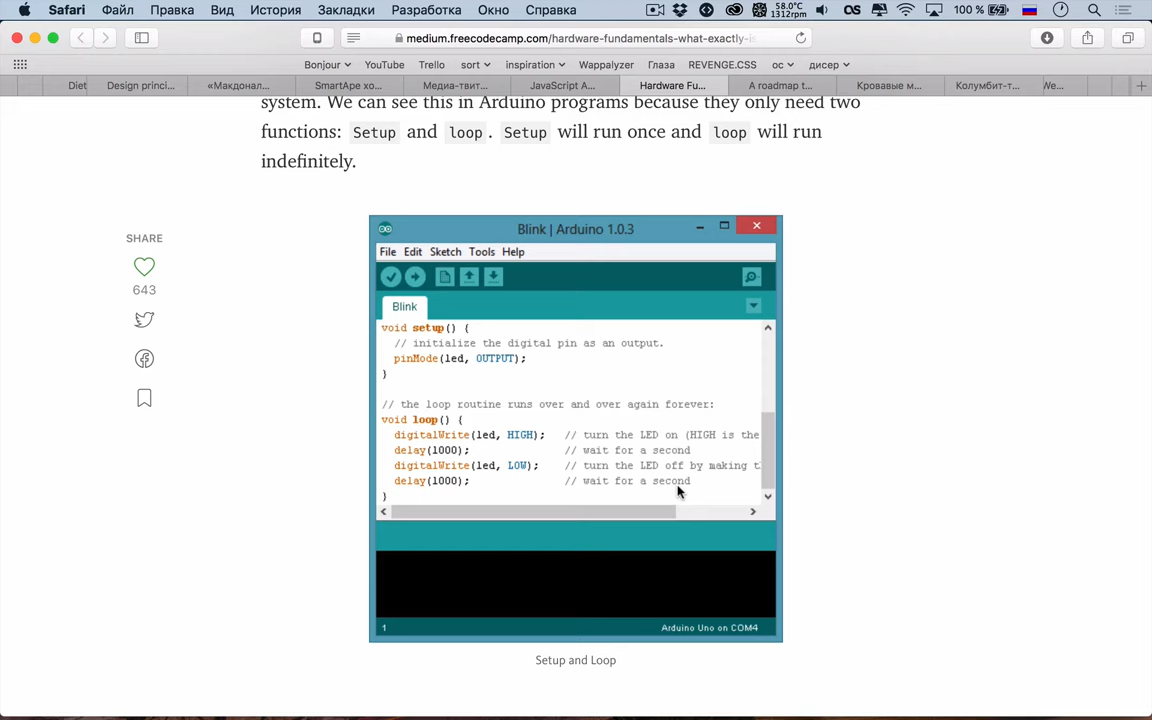 Safari Файл Правка Вид История Закладки Разработка Окно Справка 58.0°C 1312rpm 100 %
medium.freecodecamp.com/hardware-fundamentals-what-exactly-i
Bonjour YouTube Trello sort inspiration Wappalyzer Глаза REVENGE.CSS ос дисер
Diet Design princi... «Макдонал... SmartApe хо... Медиа-твит... JavaScript A... Hardware Fu... A roadmap t... Кровавые м... Колумбит-т... We...
system. We can see this in Arduino programs because they only need two
functions: Setup and loop. Setup will run once and loop will run
indefinitely.
SHARE
643
Blink | Arduino 1.0.3
File Edit Sketch Tools Help
Blink
void setup() {
// initialize the digital pin as an output.
pinMode(led, OUTPUT);
}
// the loop routine runs over and over again forever:
void loop() {
digitalWrite(led, HIGH); // turn the LED on (HIGH is the
delay(1000); // wait for a second
digitalWrite(led, LOW); // turn the LED off by making t
delay(1000); // wait for a second
}
1 Arduino Uno on COM4
Setup and Loop